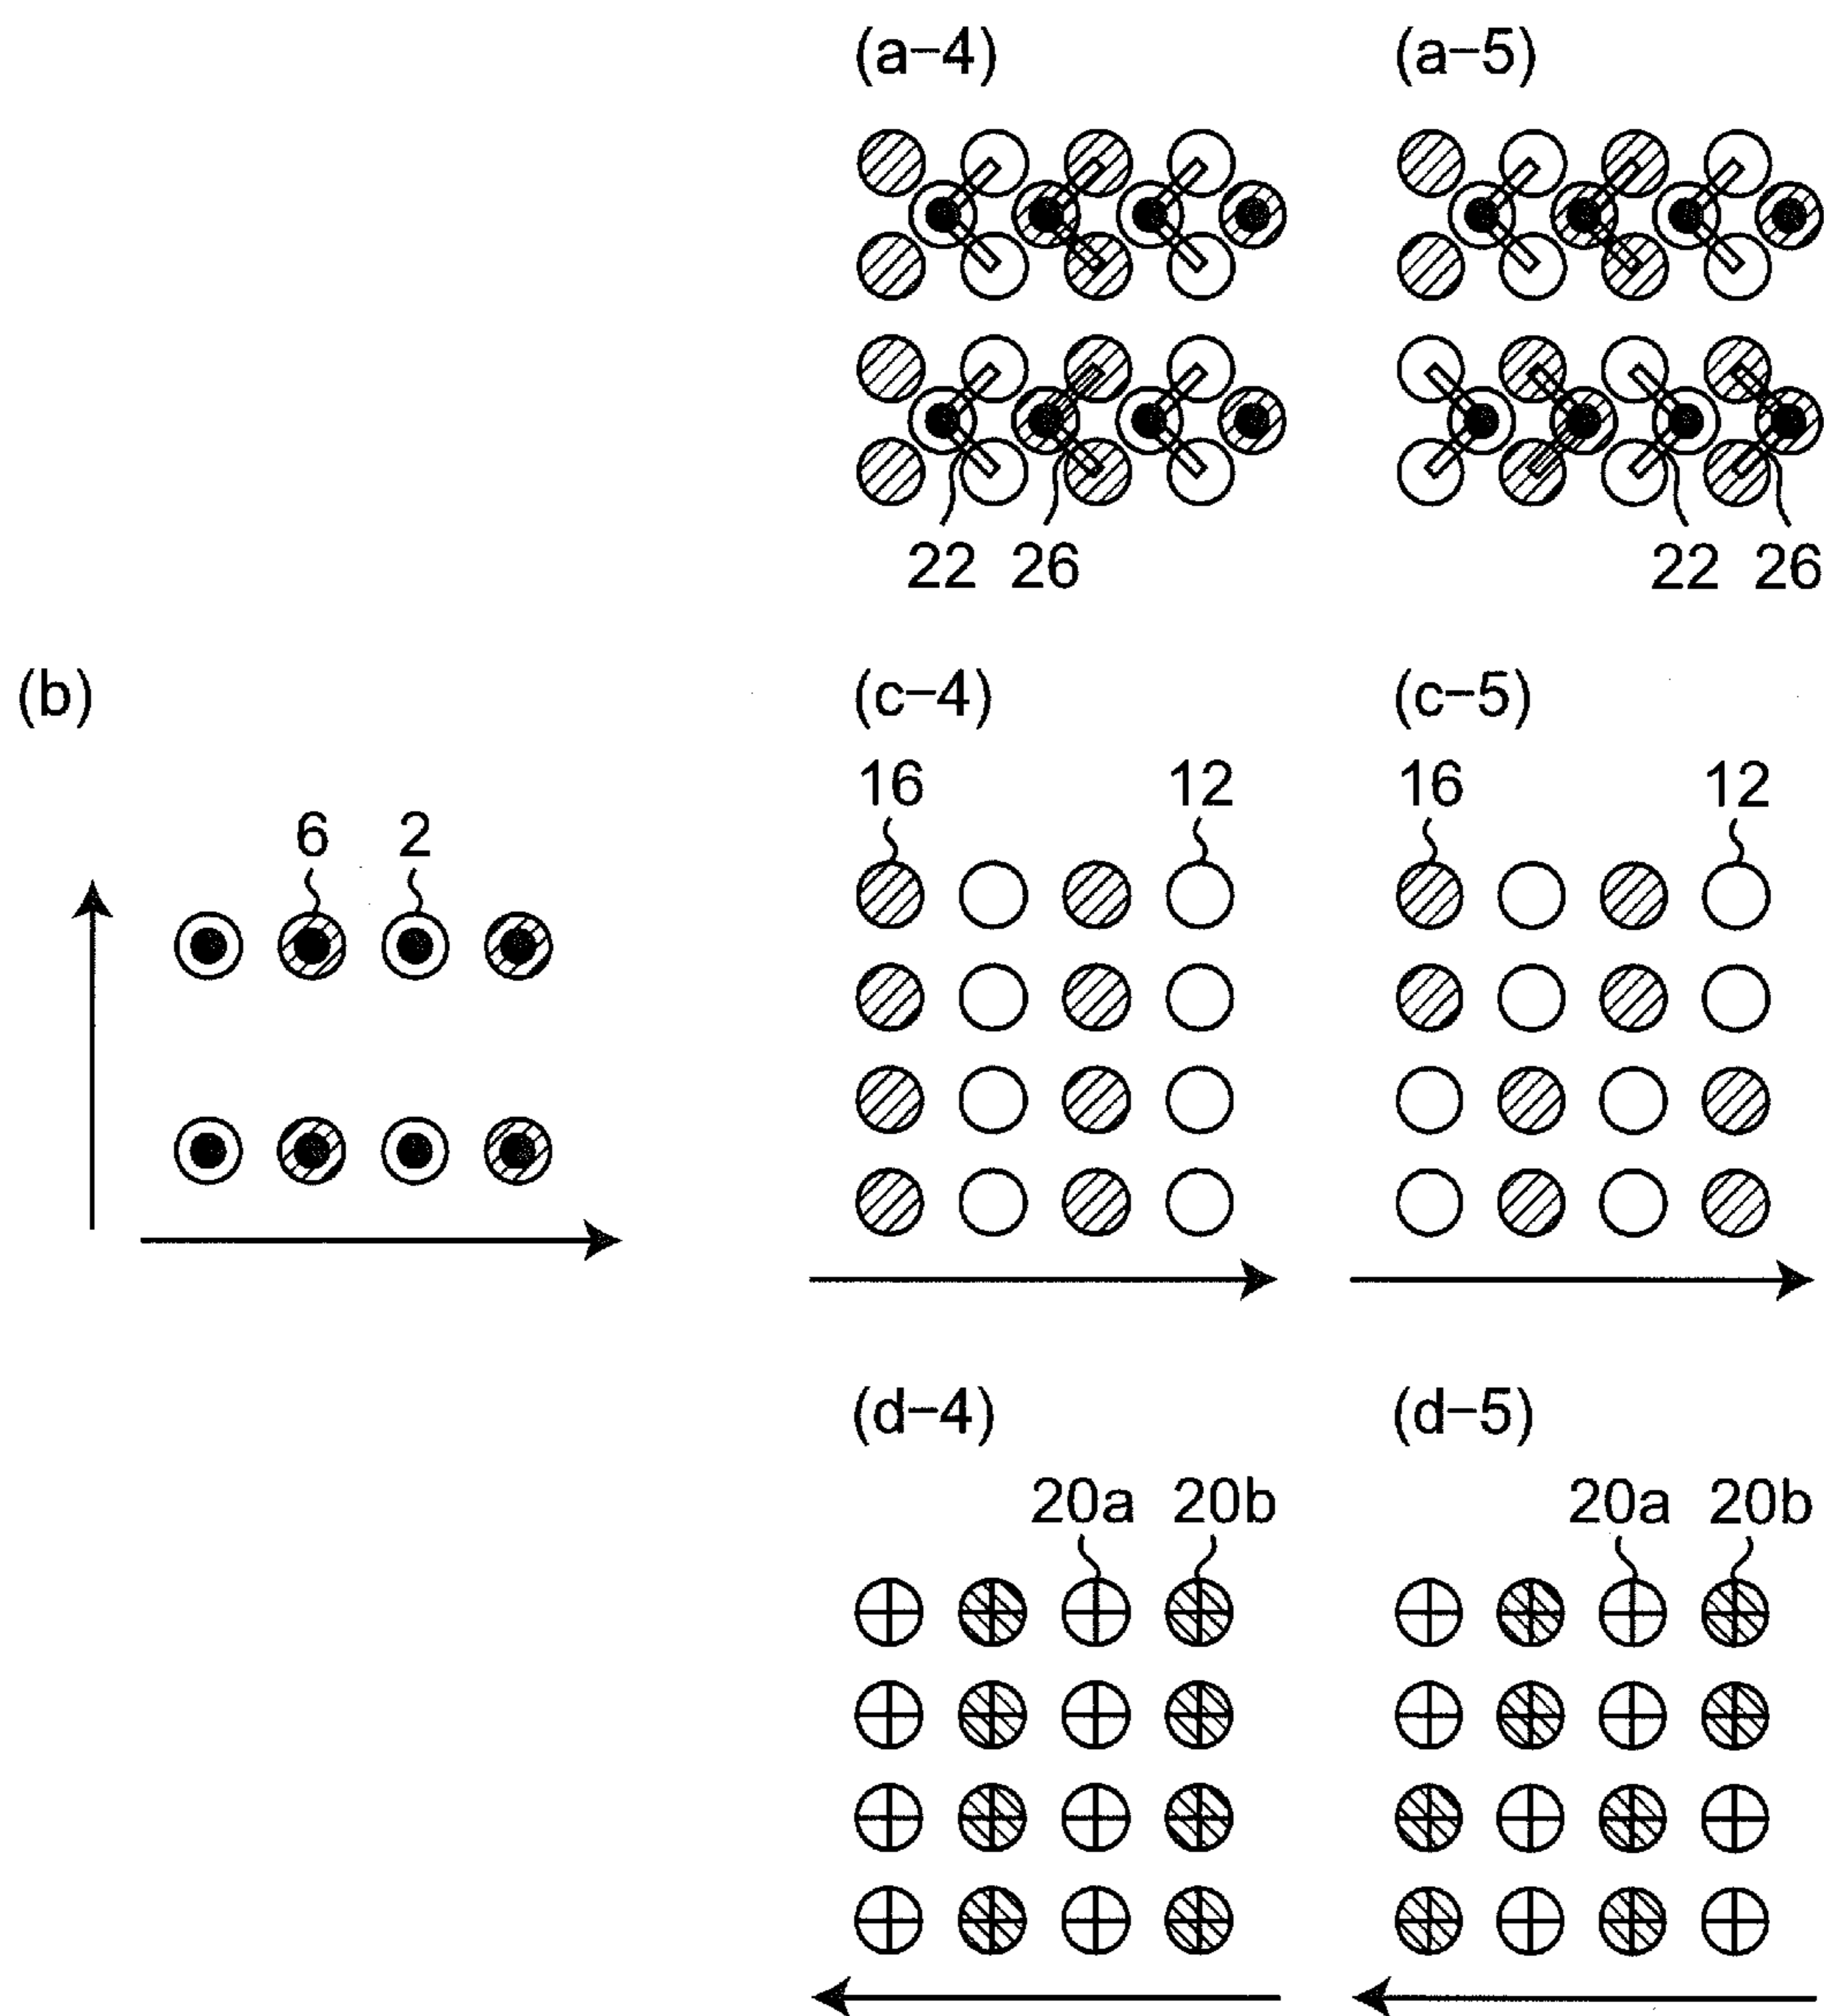 (a-4) (a-5)
22 26 22 26
(b) (c-4) (c-5)
16 12 16 12
6 2
(d-4) (d-5)
20a 20b 20a 20b